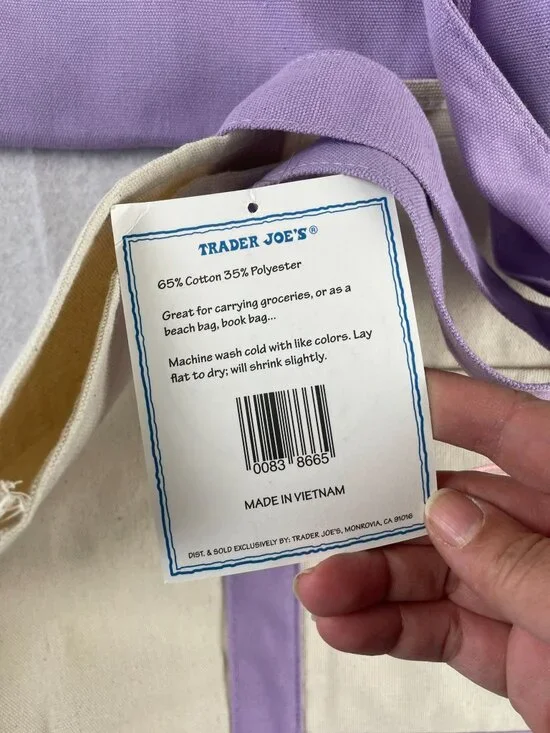 TRADER JOE'S®
65% Cotton 35% Polyester
Great for carrying groceries, or as a
beach bag, book bag...
Machine wash cold with like colors. Lay
flat to dry; will shrink slightly.
0083 8665
MADE IN VIETNAM
DIST. & SOLD EXCLUSIVELY BY: TRADER JOE'S, MONROVIA, CA 91016